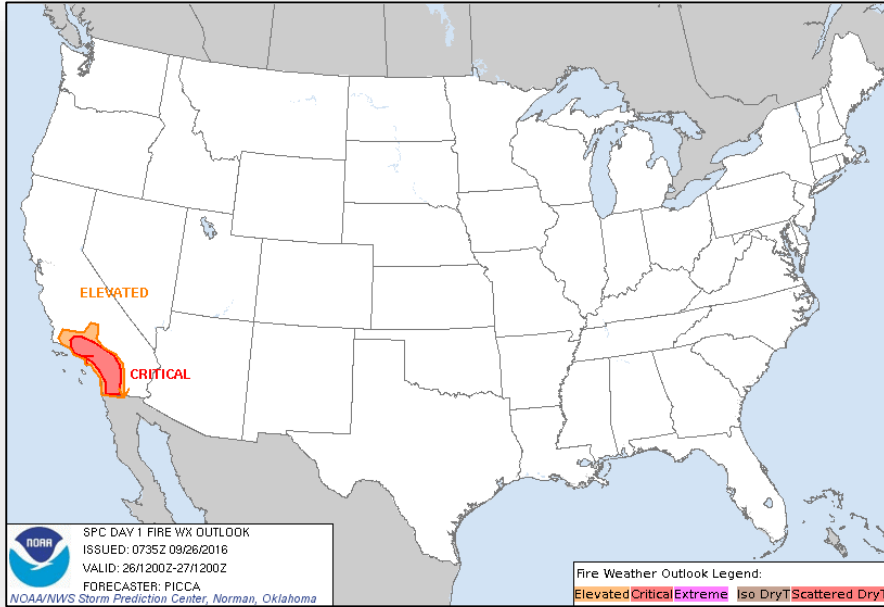 ELEVATED
CRITICAL
NOAA
SPC DAY 1 FIRE WX OUTLOOK
ISSUED: 0735Z 09/26/2016
VALID: 26/1200Z-27/1200Z
FORECASTER: PICCA
NOAA/NWS Storm Prediction Center, Norman, Oklahoma
Fire Weather Outlook Legend:
Elevated Critical Extreme Iso DryT Scattered DryT